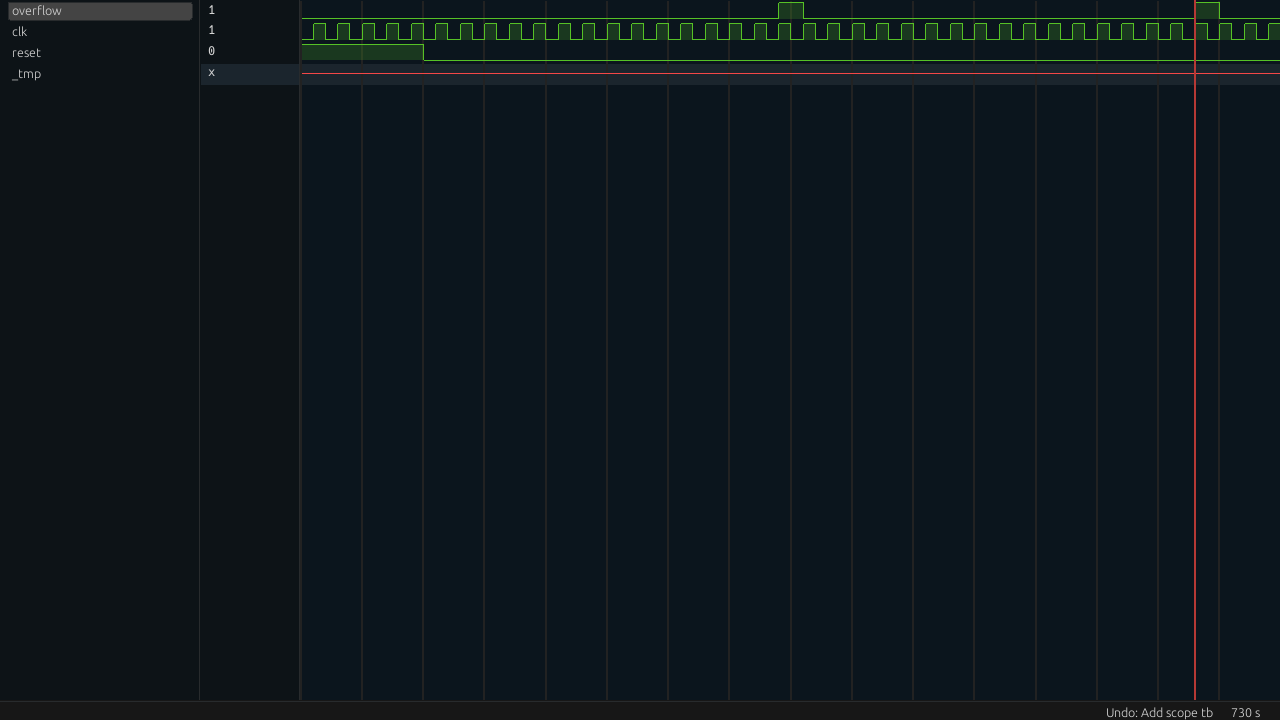 overflow 1
clk 1
reset 0
_tmp x
Undo: Add scope tb 730 s